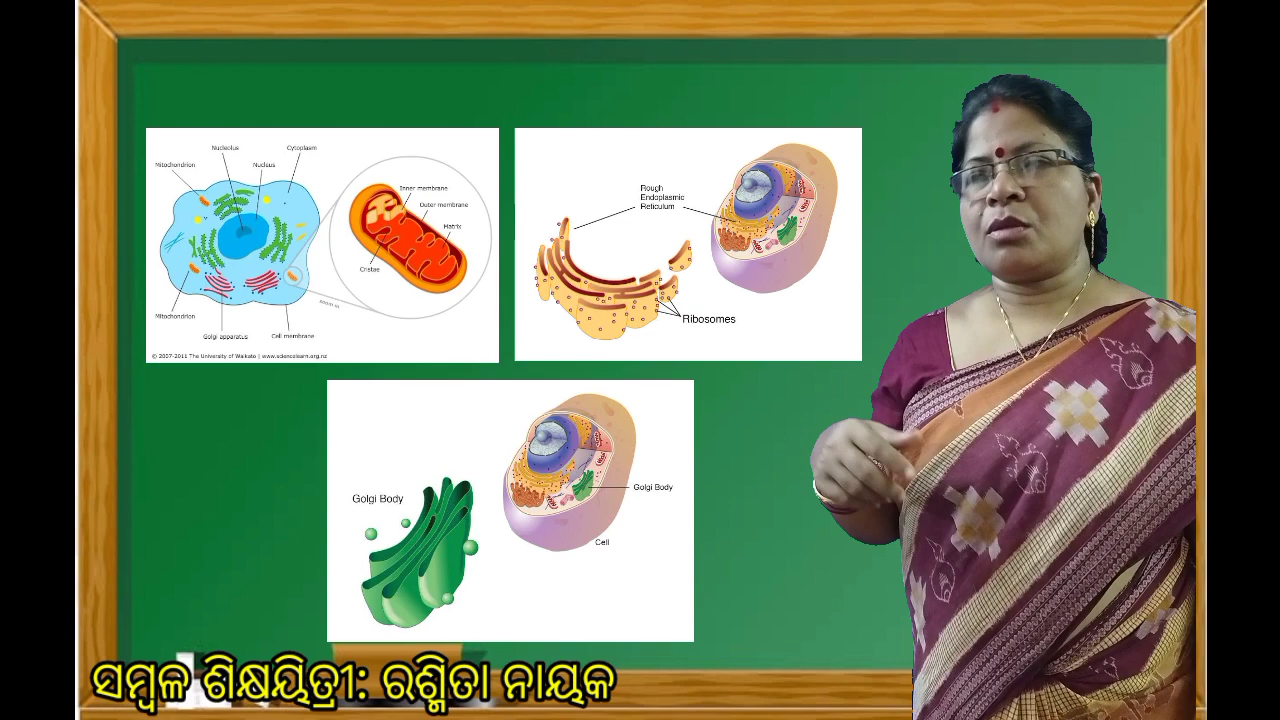 Nucleolus
Cytoplasm
Mitochondrion
Nucleus
Inner membrane
Outer membrane
Matrix
Cristae
zoom in
Mitochondrion
Golgi apparatus
Cell membrane
© 2007-2011 The University of Waikato | www.sciencelearn.org.nz
Rough
Endoplasmic
Reticulum
Ribosomes
Golgi Body
Golgi Body
Cell
ସମ୍ବଳ ଶିକ୍ଷୟିତ୍ରୀ: ରଶ୍ମିତା ନାୟକ